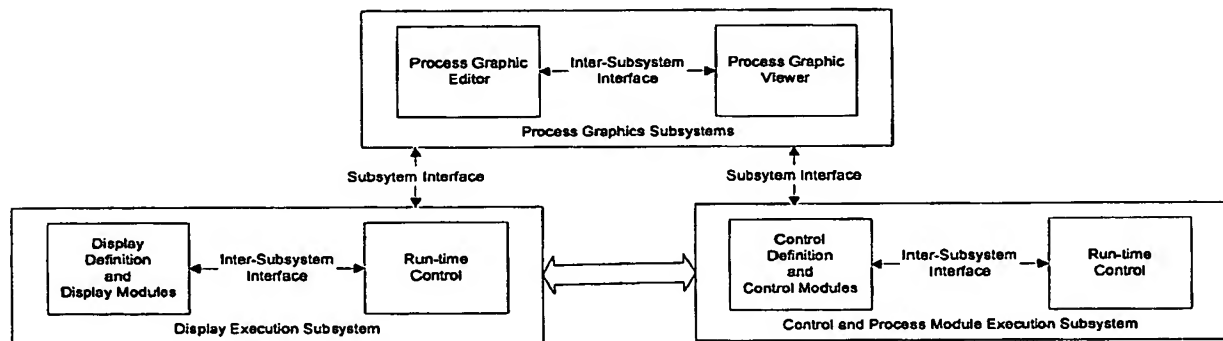 Process Graphic
Editor
Inter-Subsystem
Interface
Process Graphic
Viewer
Process Graphics Subsystems
Subsytem Interface
Subsytem Interface
Display
Definition
and
Display Modules
Inter-Subsystem
Interface
Run-time
Control
Display Execution Subsystem
Control
Definition
and
Control Modules
Inter-Subsystem
Interface
Run-time
Control
Control and Process Module Execution Subsystem